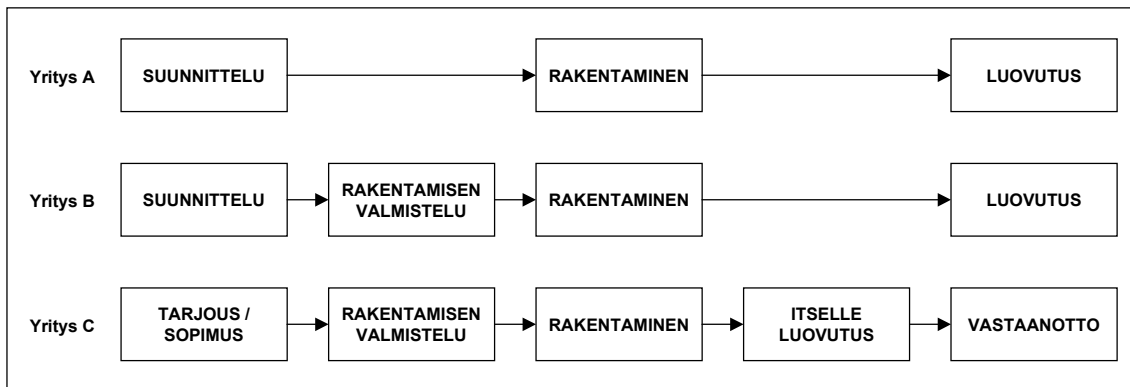 Yritys A
SUUNNITTELU
RAKENTAMINEN
LUOVUTUS
Yritys B
SUUNNITTELU
RAKENTAMISEN
VALMISTELU
RAKENTAMINEN
LUOVUTUS
Yritys C
TARJOUS /
SOPIMUS
RAKENTAMISEN
VALMISTELU
RAKENTAMINEN
ITSELLE
LUOVUTUS
VASTAANOTTO